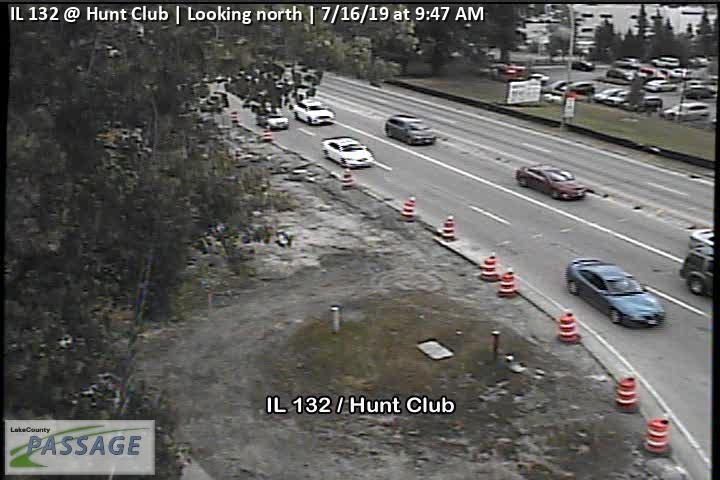 IL 132 @ Hunt Club | Looking north | 7/16/19 at 9:47 AM
IL 132 / Hunt Club
LakeCounty
PASSAGE